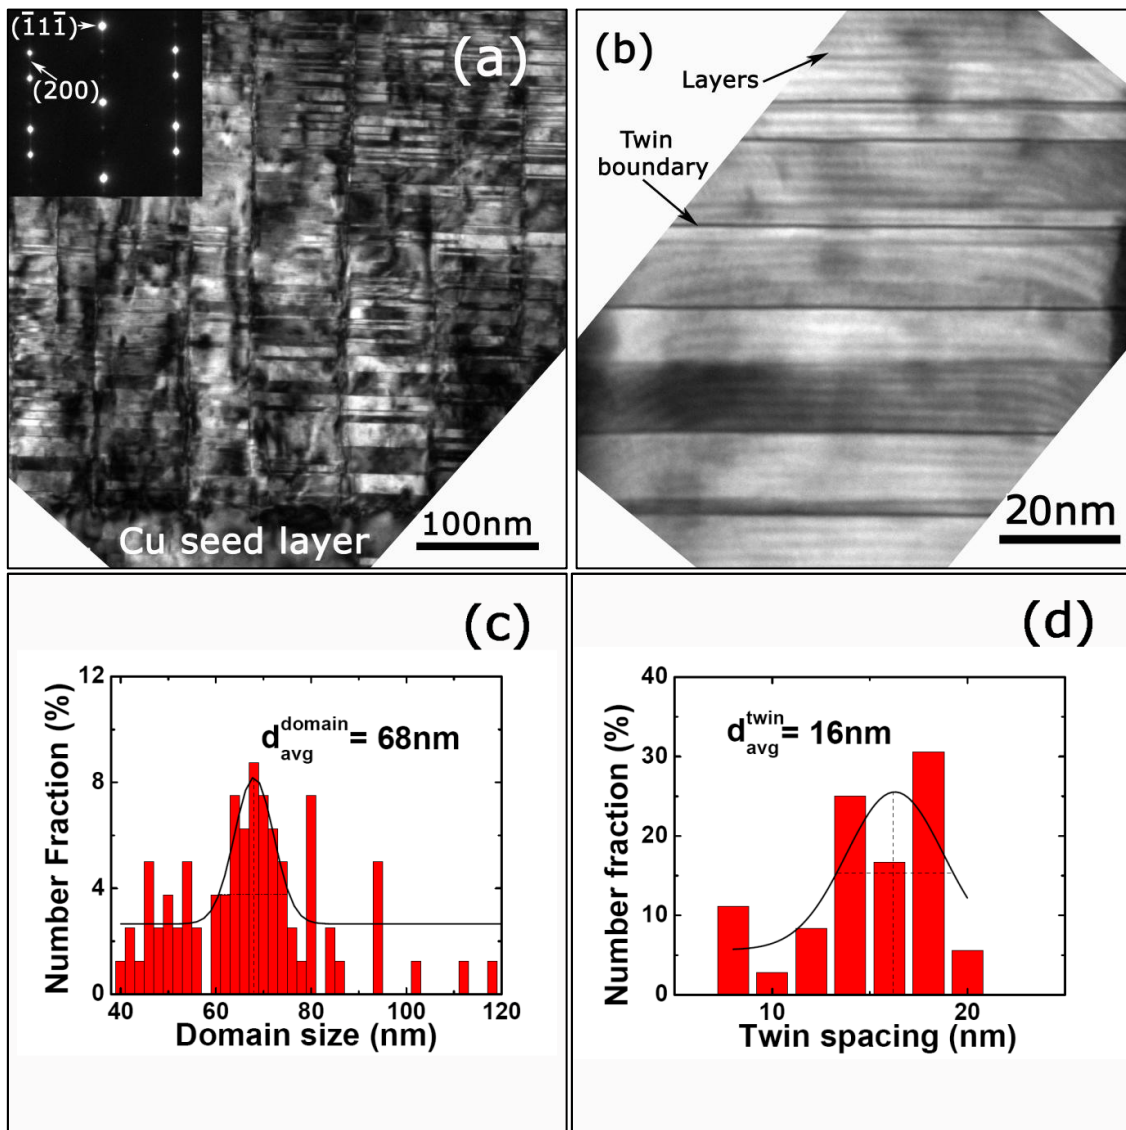 (1̅11̅)
(200)
(a)
Cu seed layer
100nm
(b)
Layers
Twin
boundary
20nm
(c)
12
8
4
0
40
60
80
100
120
Number Fraction (%)
Domain size (nm)
d_avg^domain = 68nm
(d)
40
30
20
10
0
10
20
Number fraction (%)
Twin spacing (nm)
d_avg^twin = 16nm